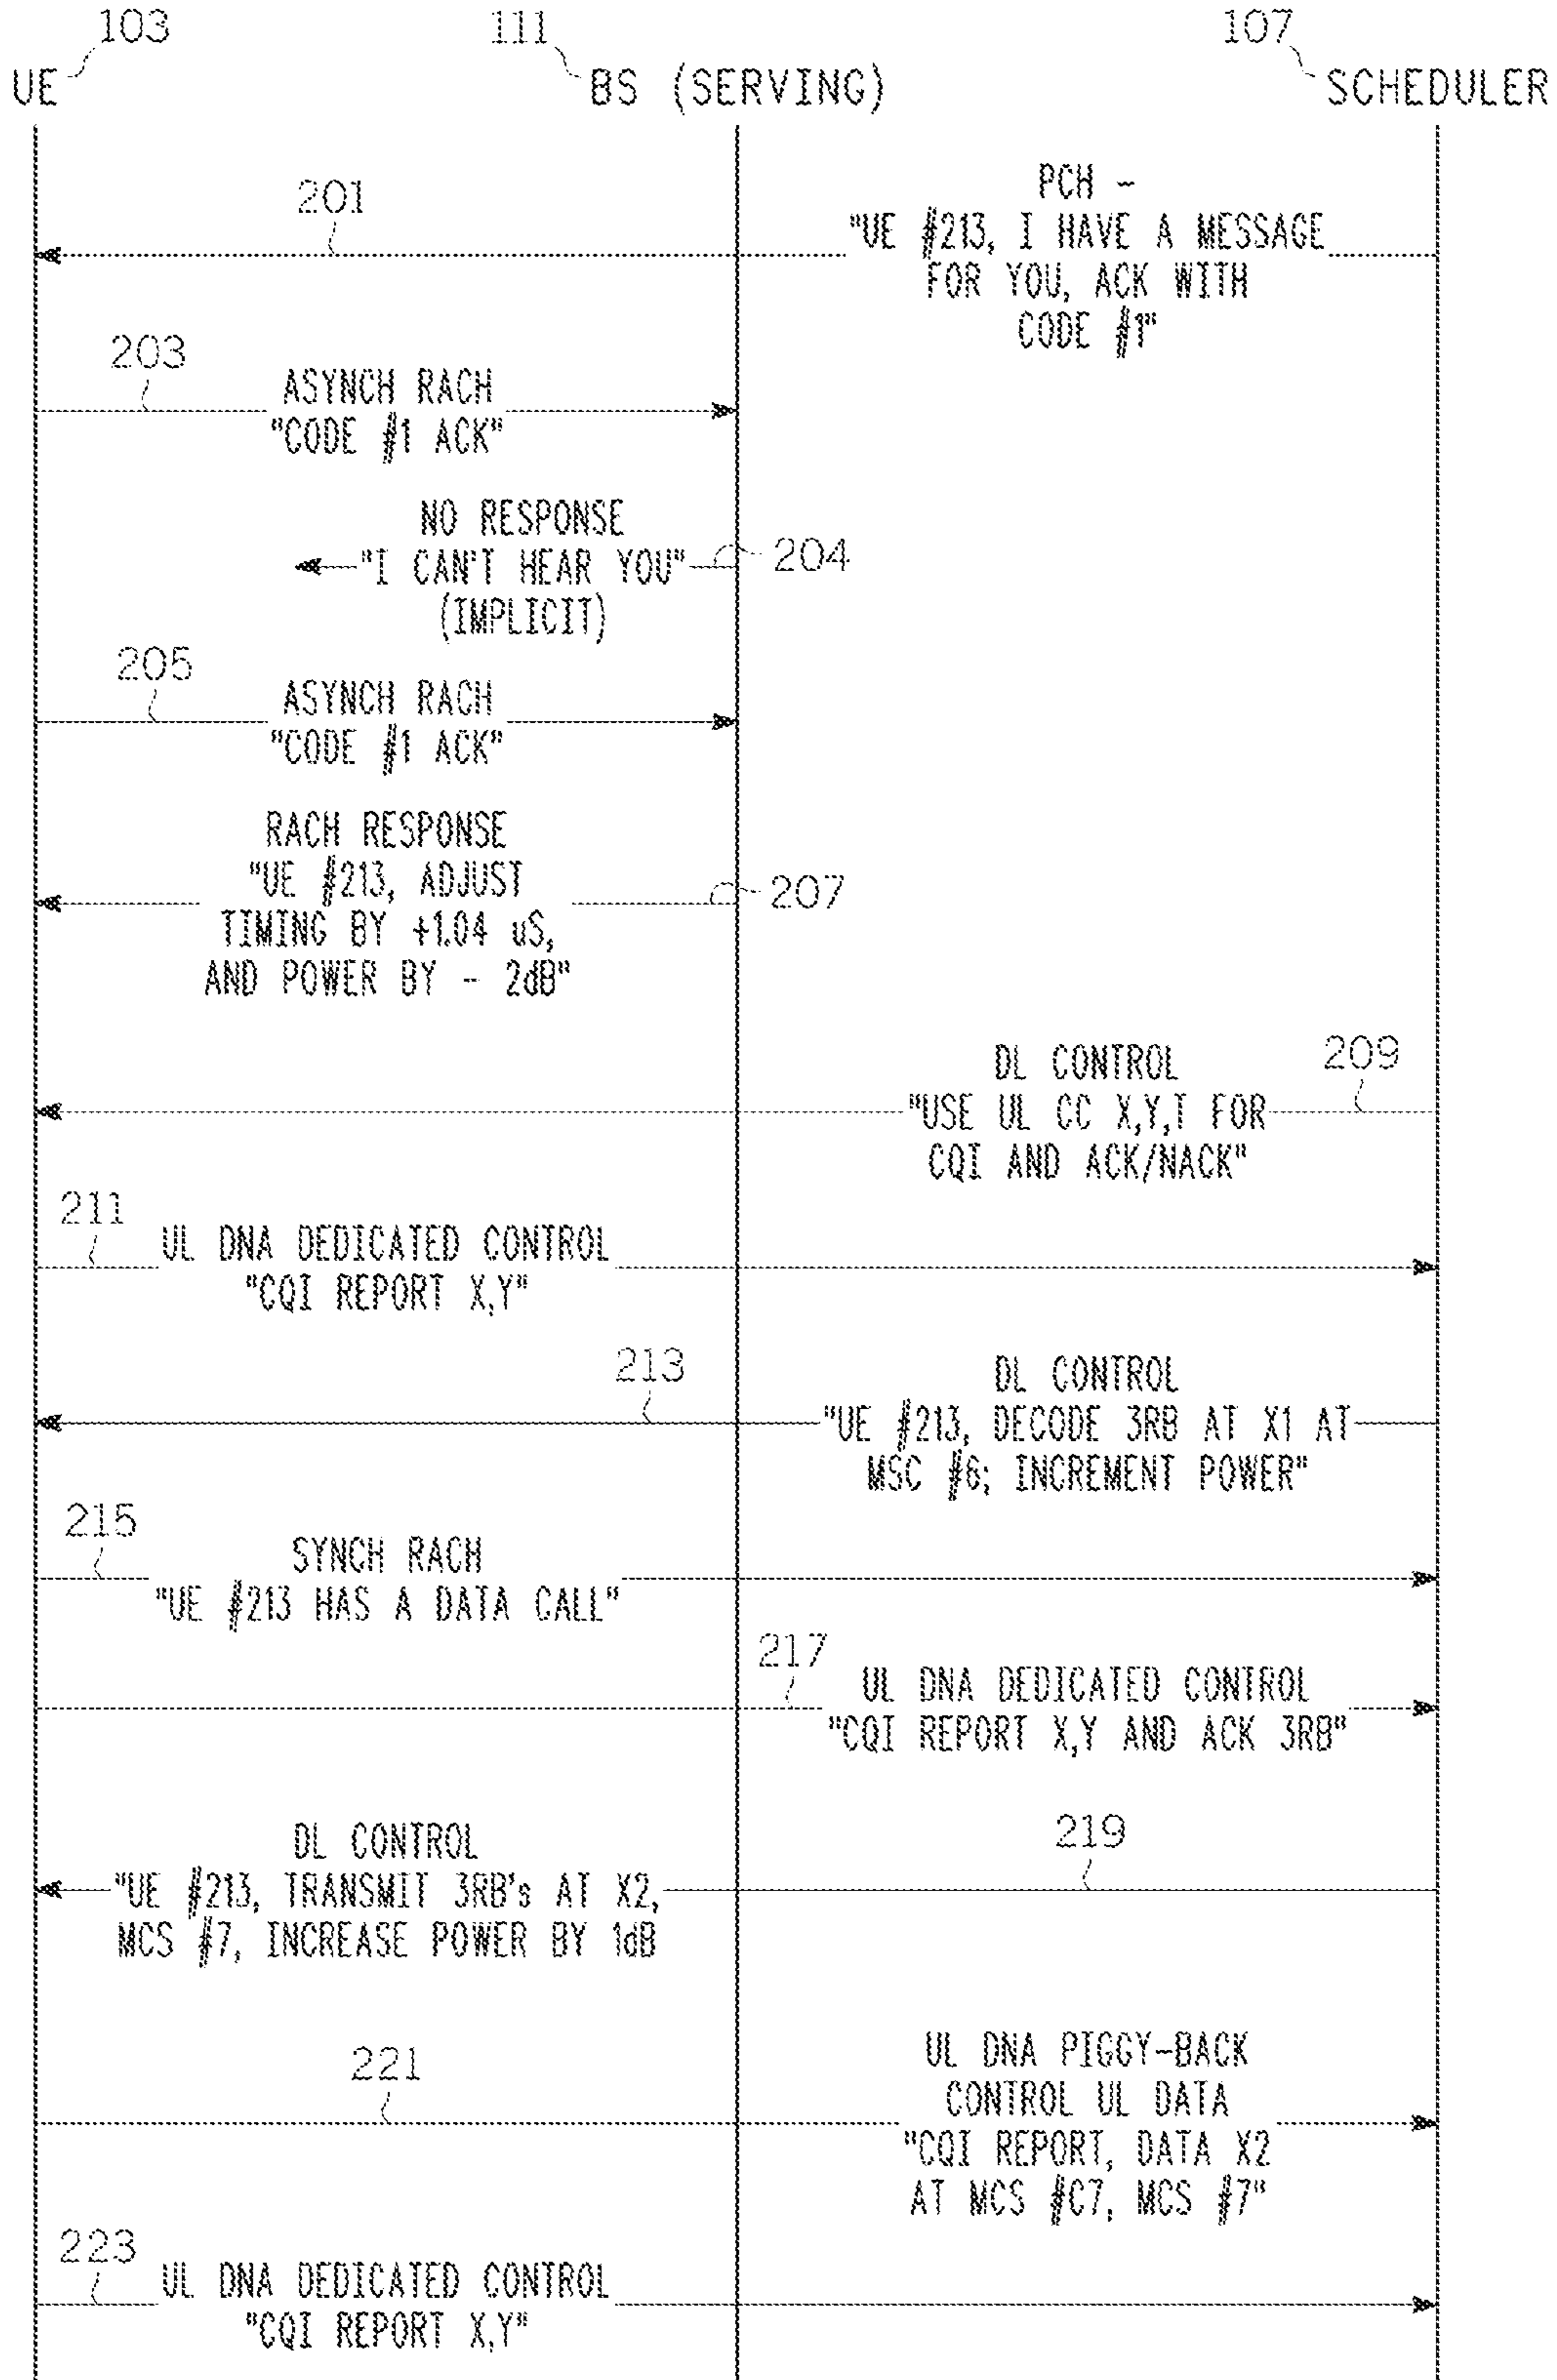 103
111
107
UE
BS (SERVING)
SCHEDULER
201
PCH -
"UE #213, I HAVE A MESSAGE
FOR YOU, ACK WITH
CODE #1"
203
ASYNCH RACH
"CODE #1 ACK"
NO RESPONSE
"I CAN'T HEAR YOU"
(IMPLICIT)
204
205
ASYNCH RACH
"CODE #1 ACK"
RACH RESPONSE
"UE #213, ADJUST
TIMING BY +1.04 uS,
AND POWER BY - 2dB"
207
DL CONTROL
"USE UL CC X,Y,T FOR
CQI AND ACK/NACK"
209
211
UL DNA DEDICATED CONTROL
"CQI REPORT X,Y"
213
DL CONTROL
"UE #213, DECODE 3RB AT X1 AT
MSC #6; INCREMENT POWER"
215
SYNCH RACH
"UE #213 HAS A DATA CALL"
217
UL DNA DEDICATED CONTROL
"CQI REPORT X,Y AND ACK 3RB"
219
DL CONTROL
"UE #213, TRANSMIT 3RB's AT X2,
MCS #7, INCREASE POWER BY 1dB
221
UL DNA PIGGY-BACK
CONTROL UL DATA
"CQI REPORT, DATA X2
AT MCS #C7, MCS #7"
223
UL DNA DEDICATED CONTROL
"CQI REPORT X,Y"